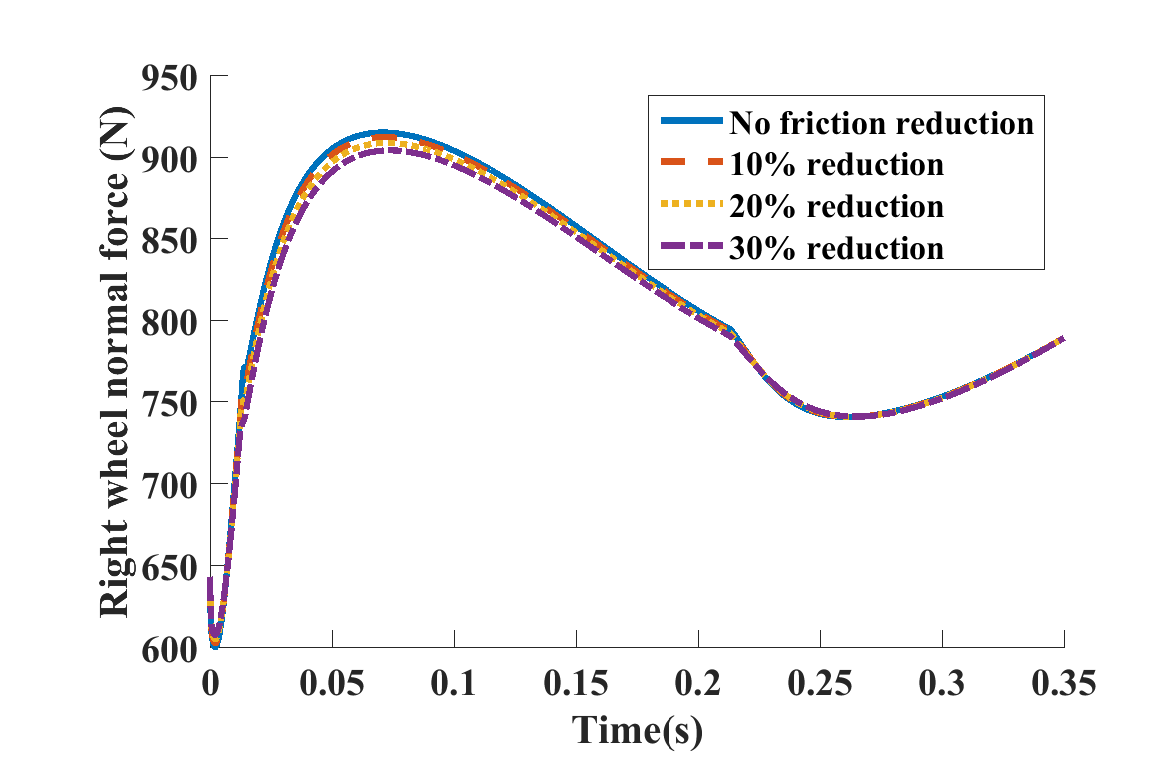 950
900
850
800
750
700
650
600
Right wheel normal force (N)
No friction reduction
10% reduction
20% reduction
30% reduction
0 0.05 0.1 0.15 0.2 0.25 0.3 0.35
Time(s)